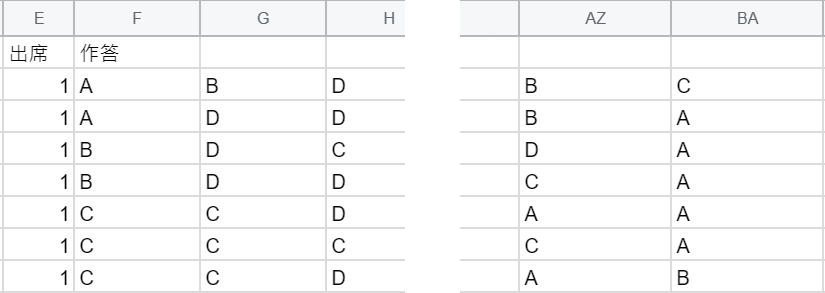 E F G H AZ BA
出席 作答
1 A B D B C
1 A D D B A
1 B D C D A
1 B D D C A
1 C C D A A
1 C C C C A
1 C C D A B